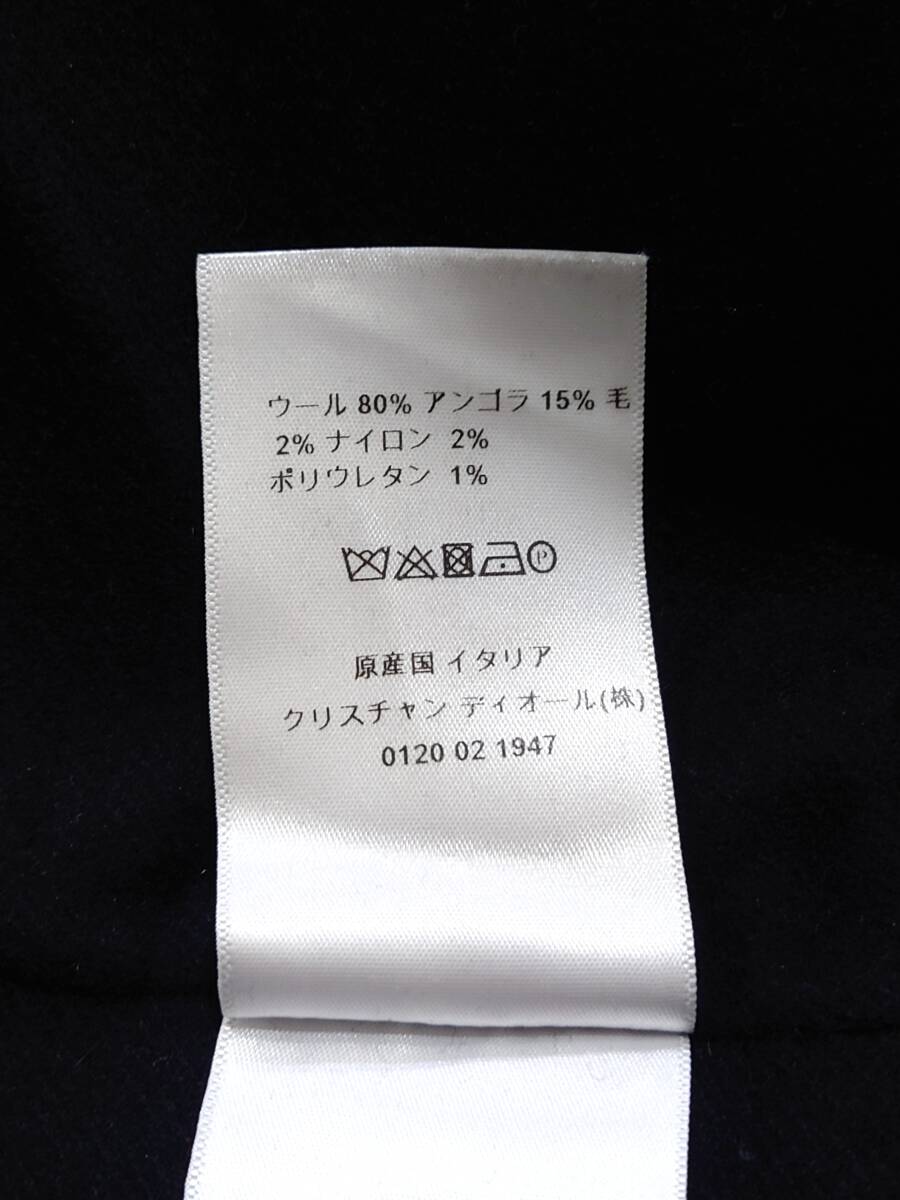 ウール 80% アンゴラ 15% 毛
2% ナイロン 2%
ポリウレタン 1%
P
原産国 イタリア
クリスチャン ディオール(株)
0120 02 1947